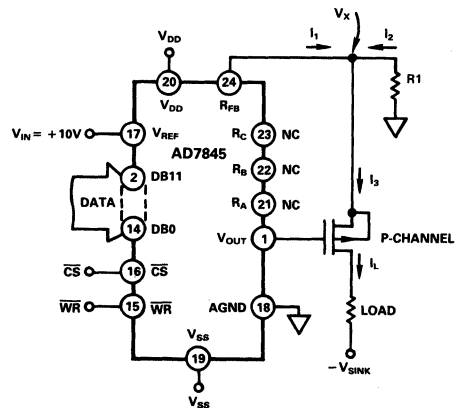 VX
I1
I2
VDD
20
VDD
24
RFB
R1
VIN = +10V
17
VREF
AD7845
RC
23
NC
2
DB11
RB
22
NC
DATA
RA
21
NC
I3
14
DB0
VOUT
1
P-CHANNEL
CS
16
CS
IL
WR
15
WR
AGND
18
LOAD
VSS
19
VSS
-VSINK